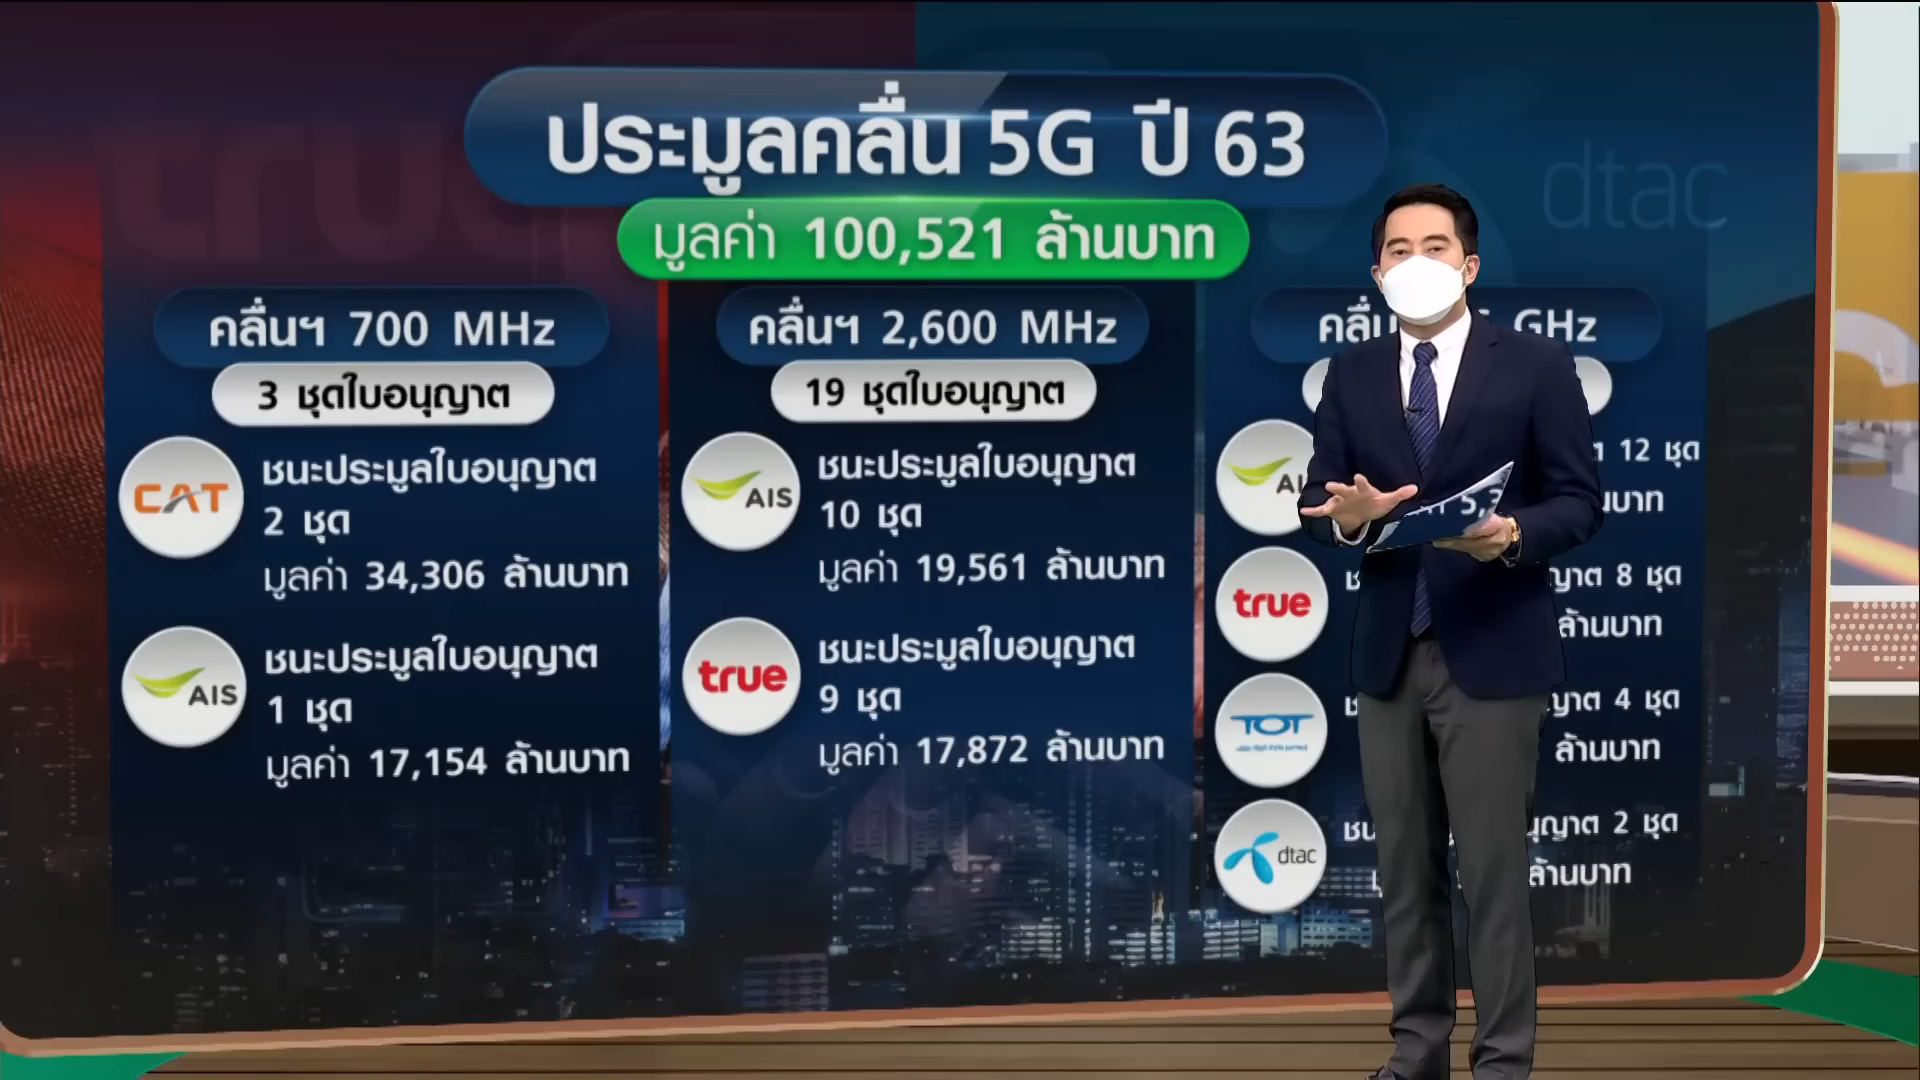 true
dtac
ประมูลคลื่น 5G ปี 63
มูลค่า 100,521 ล้านบาท
คลื่นฯ 700 MHz
3 ชุดใบอนุญาต
CAT
ชนะประมูลใบอนุญาต
2 ชุด
มูลค่า 34,306 ล้านบาท
AIS
ชนะประมูลใบอนุญาต
1 ชุด
มูลค่า 17,154 ล้านบาท
คลื่นฯ 2,600 MHz
19 ชุดใบอนุญาต
AIS
ชนะประมูลใบอนุญาต
10 ชุด
มูลค่า 19,561 ล้านบาท
true
ชนะประมูลใบอนุญาต
9 ชุด
มูลค่า 17,872 ล้านบาท
GHz
12 ชุด
true
8 ชุด
ล้านบาท
TOT
4 ชุด
ล้านบาท
dtac
2 ชุด
ล้านบาท